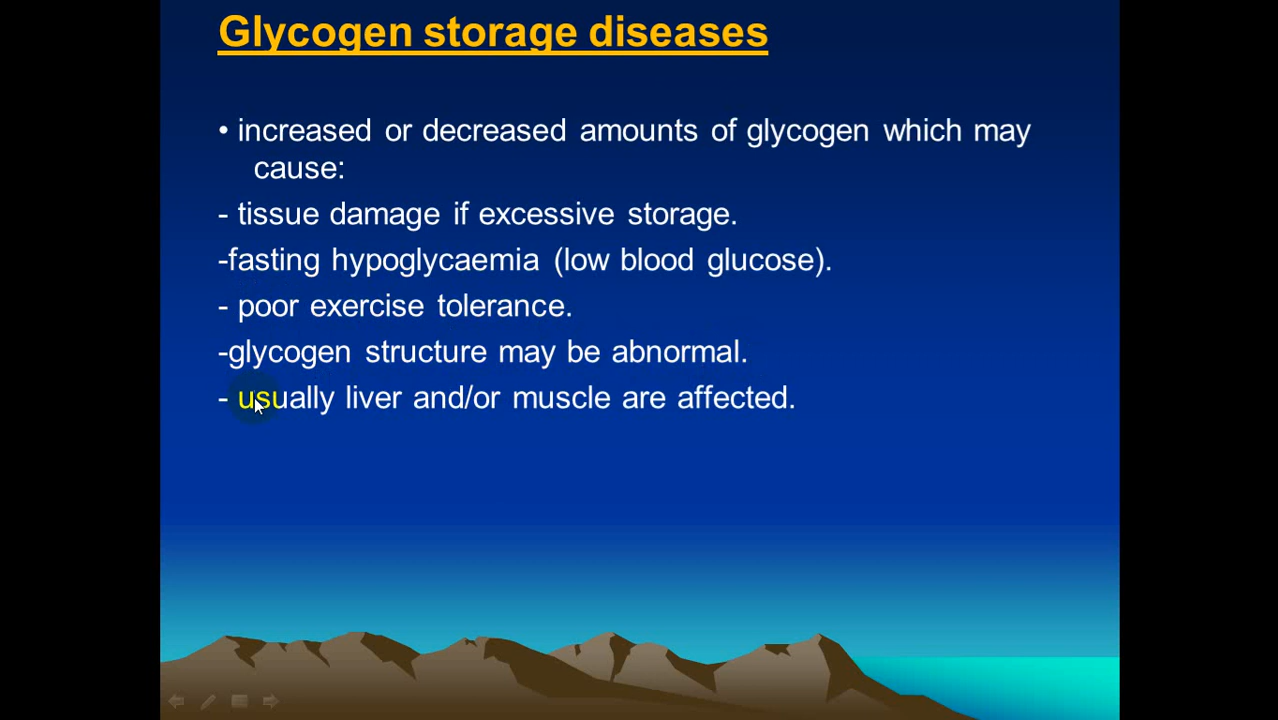 Glycogen storage diseases
• increased or decreased amounts of glycogen which may
cause:
- tissue damage if excessive storage.
-fasting hypoglycaemia (low blood glucose).
- poor exercise tolerance.
-glycogen structure may be abnormal.
- usually liver and/or muscle are affected.